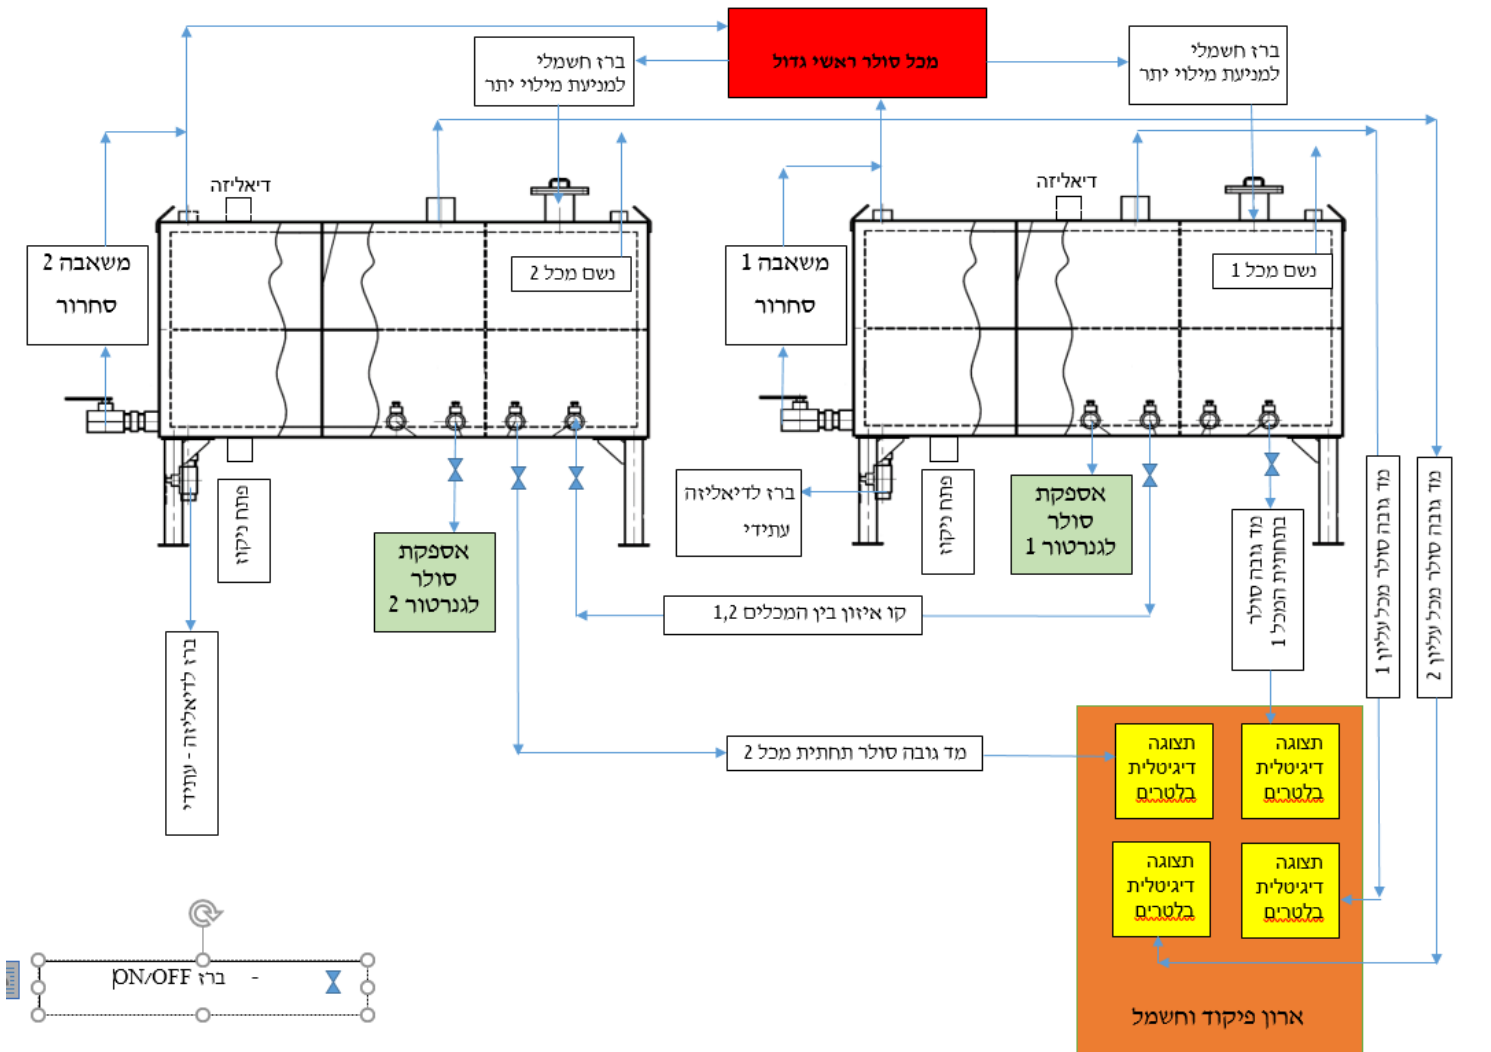 מכל סולר ראשי גדול
ברז חשמלי
למניעת מילוי יתר
ברז חשמלי
למניעת מילוי יתר
דיאליזה
דיאליזה
נשם מכל 1
משאבה 1
סחרור
נשם מכל 2
משאבה 2
סחרור
ברז לדיאליזה
עתידי
פתח ניקוז
אספקת
סולר
לגנרטור 1
מד גובה סולר
בתחתית המכל 1
מד גובה סולר מכל עליון 1
מד גובה סולר מכל עליון 2
פתח ניקוז
אספקת
סולר
לגנרטור 2
קו איזון בין המכלים 1,2
ברז לדיאליזה - עתידי
מד גובה סולר תחתית מכל 2
תצוגה
דיגיטלית
בלטרים
תצוגה
דיגיטלית
בלטרים
תצוגה
דיגיטלית
בלטרים
תצוגה
דיגיטלית
בלטרים
ארון פיקוד וחשמל
- ברז ON/OFF